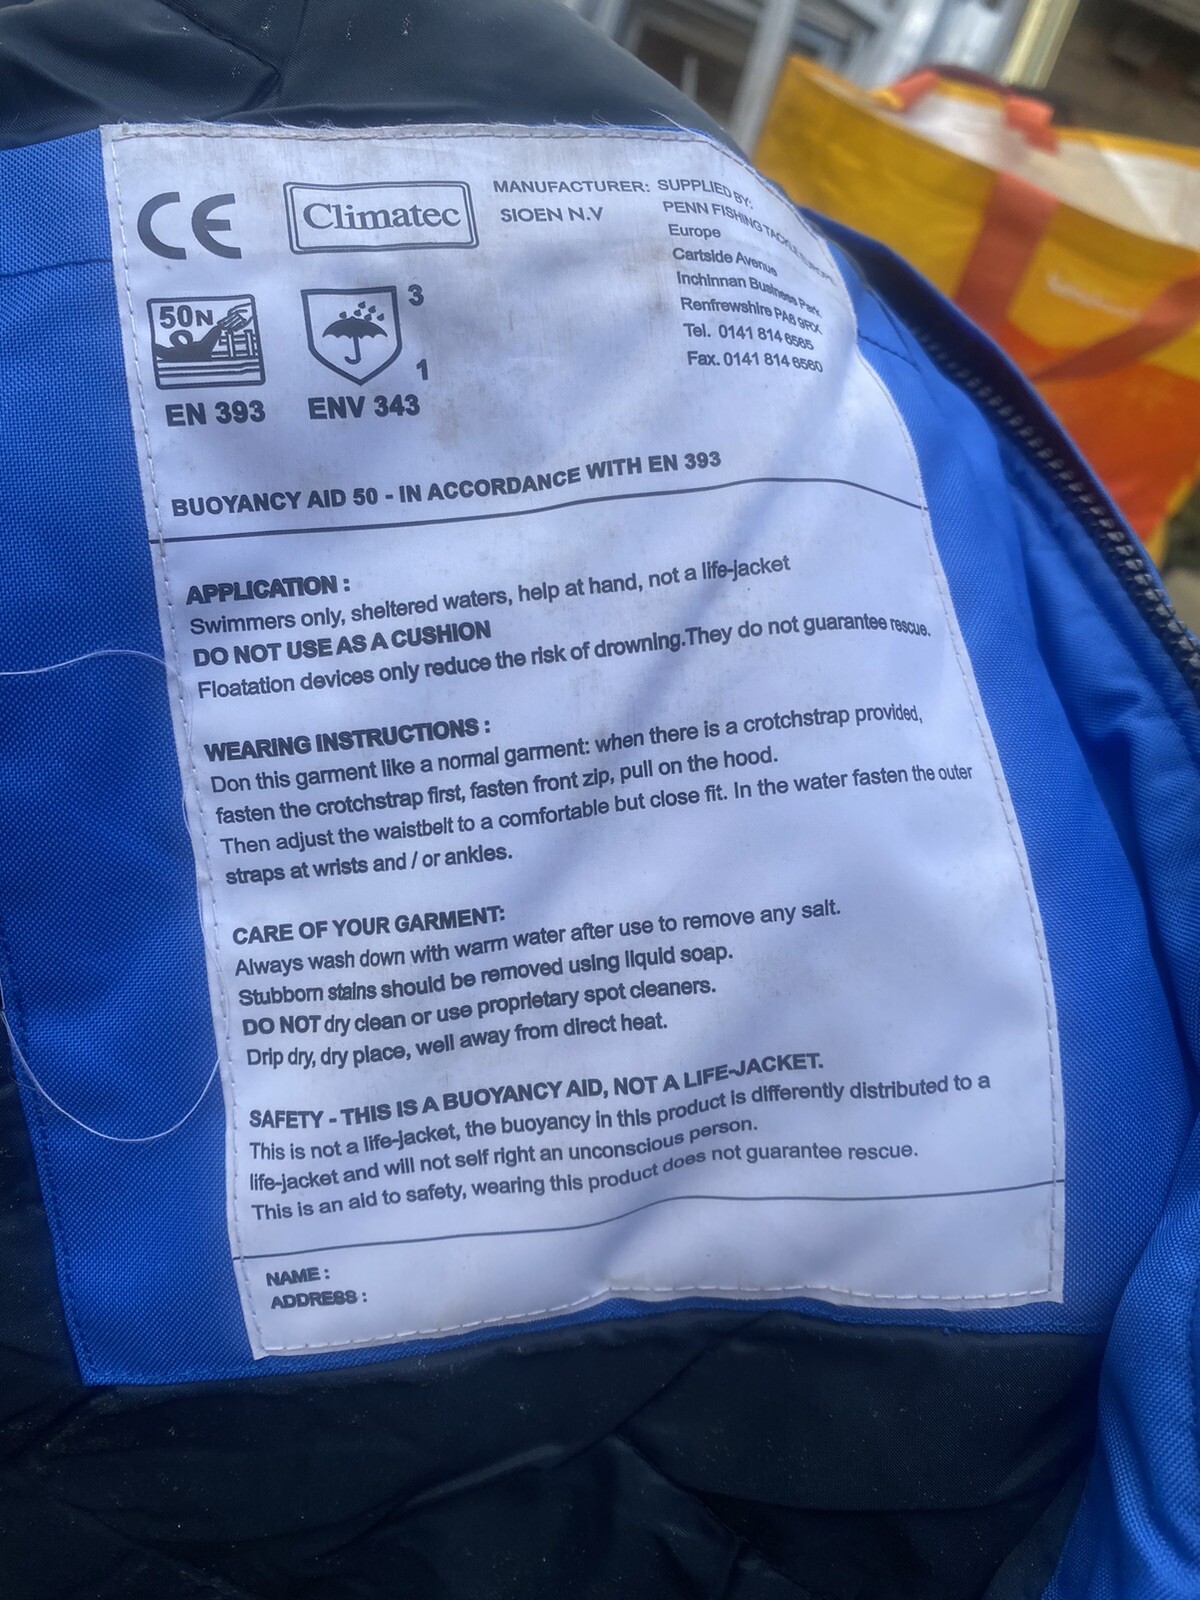 CE
Climatec
MANUFACTURER:
SIOEN N.V
SUPPLIED BY:
PENN FISHING TACKLE EUROPE
Europe
Cartside Avenue
Inchinnan Business Park
Renfrewshire PA8 9RX
Tel. 0141 814 6565
Fax. 0141 814 6560
50N
EN 393
3
1
ENV 343
BUOYANCY AID 50 - IN ACCORDANCE WITH EN 393
APPLICATION :
Swimmers only, sheltered waters, help at hand, not a life-jacket
DO NOT USE AS A CUSHION
Floatation devices only reduce the risk of drowning.They do not guarantee rescue.
WEARING INSTRUCTIONS :
Don this garment like a normal garment: when there is a crotchstrap provided,
fasten the crotchstrap first, fasten front zip, pull on the hood.
Then adjust the waistbelt to a comfortable but close fit. In the water fasten the outer
straps at wrists and / or ankles.
CARE OF YOUR GARMENT:
Always wash down with warm water after use to remove any salt.
Stubborn stains should be removed using liquid soap.
DO NOT dry clean or use proprietary spot cleaners.
Drip dry, dry place, well away from direct heat.
SAFETY - THIS IS A BUOYANCY AID, NOT A LIFE-JACKET.
This is not a life-jacket, the buoyancy in this product is differently distributed to a
life-jacket and will not self right an unconscious person.
This is an aid to safety, wearing this product does not guarantee rescue.
NAME :
ADDRESS :